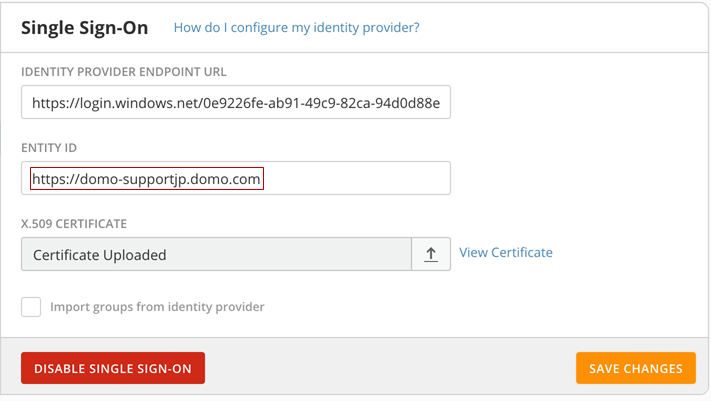 Single Sign-On How do I configure my identity provider?
IDENTITY PROVIDER ENDPOINT URL
https://login.windows.net/0e9226fe-ab91-49c9-82ca-94d0d88e
ENTITY ID
https://domo-supportjp.domo.com
X.509 CERTIFICATE
Certificate Uploaded View Certificate
Import groups from identity provider
DISABLE SINGLE SIGN-ON SAVE CHANGES